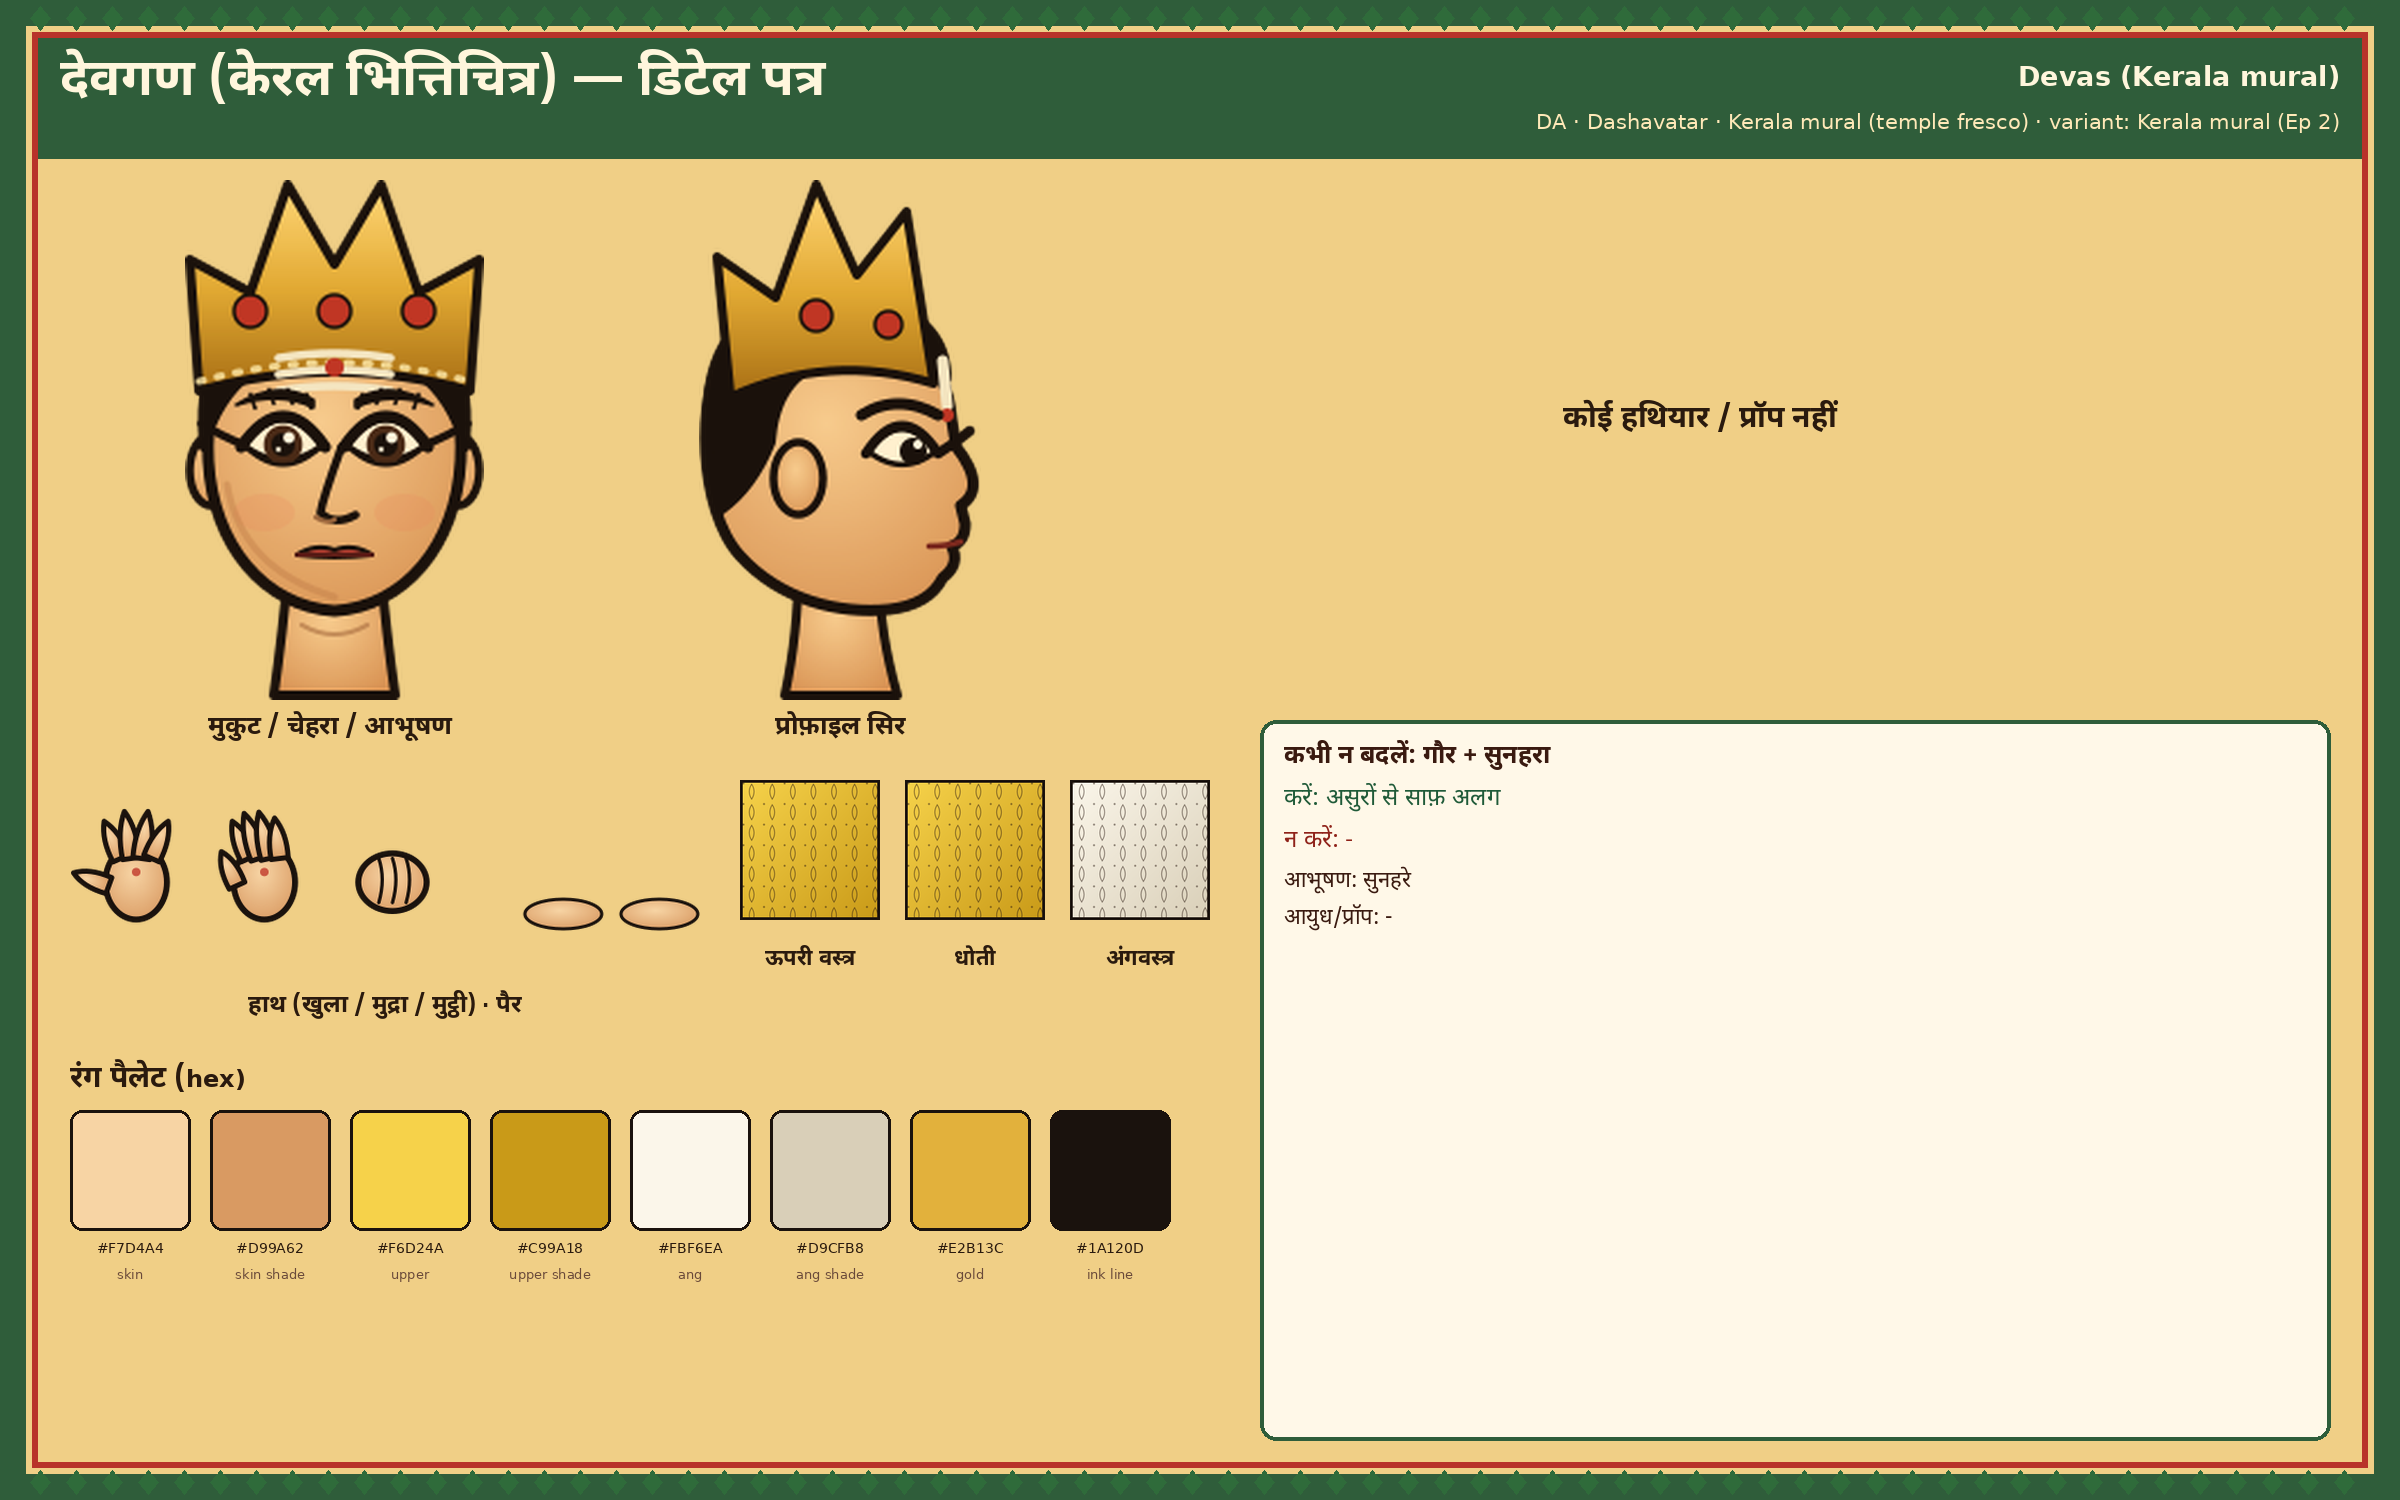 देवगण (केरल भित्तिचित्र) — डिटेल पत्र
Devas (Kerala mural)
DA · Dashavatar · Kerala mural (temple fresco) · variant: Kerala mural (Ep 2)
कोई हथियार / प्रॉप नहीं
मुकुट / चेहरा / आभूषण
प्रोफ़ाइल सिर
कभी न बदलें: गौर + सुनहरा
करें: असुरों से साफ़ अलग
न करें: -
आभूषण: सुनहरे
आयुध/प्रॉप: -
ऊपरी वस्त्र
धोती
अंगवस्त्र
हाथ (खुला / मुद्रा / मुट्ठी) · पैर
रंग पैलेट (hex)
#F7D4A4
#D99A62
#F6D24A
#C99A18
#FBF6EA
#D9CFB8
#E2B13C
#1A120D
skin
skin shade
upper
upper shade
ang
ang shade
gold
ink line